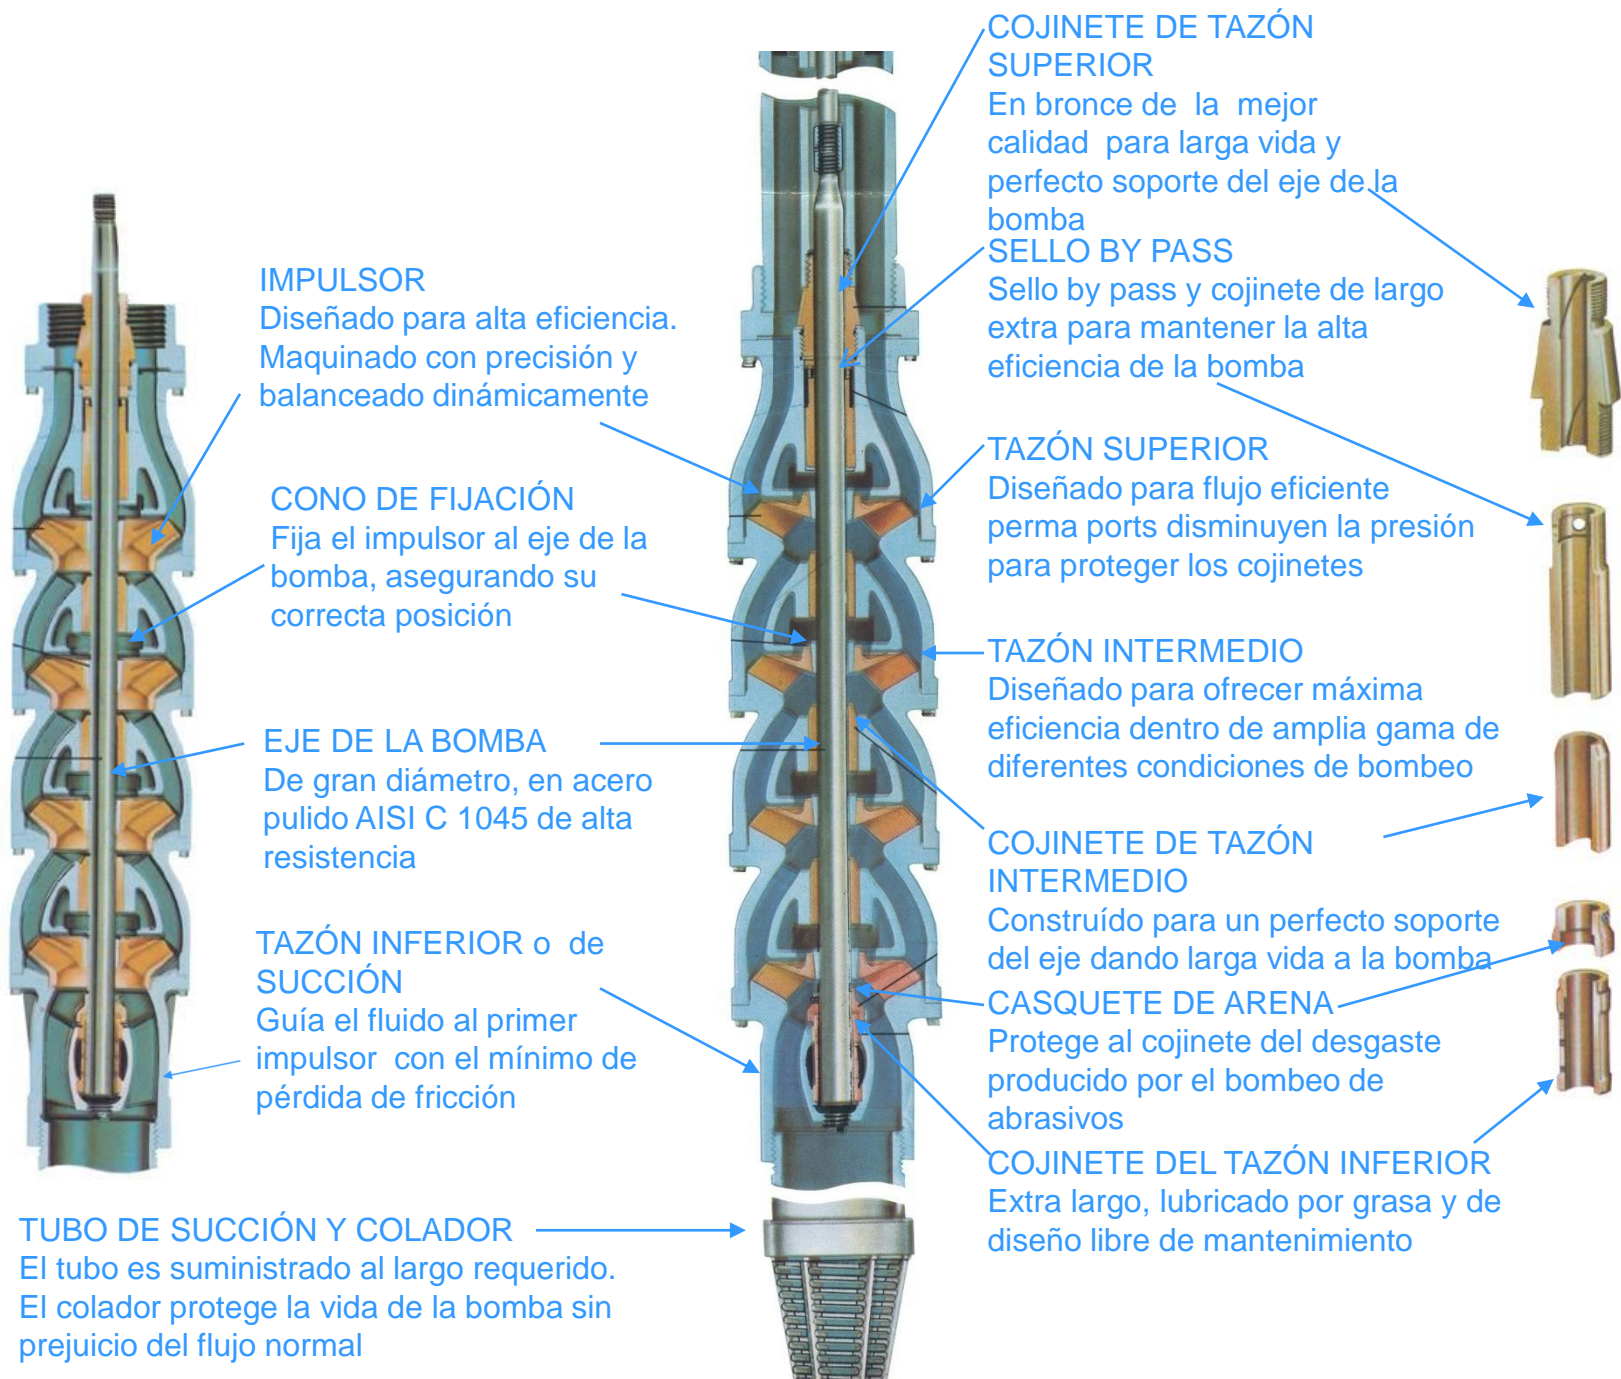 COJINETE DE TAZÓN
SUPERIOR
En bronce de la mejor
calidad para larga vida y
perfecto soporte del eje de la
bomba
SELLO BY PASS
Sello by pass y cojinete de largo
extra para mantener la alta
eficiencia de la bomba
TAZÓN SUPERIOR
Diseñado para flujo eficiente
perma ports disminuyen la presión
para proteger los cojinetes
TAZÓN INTERMEDIO
Diseñado para ofrecer máxima
eficiencia dentro de amplia gama de
diferentes condiciones de bombeo
COJINETE DE TAZÓN
INTERMEDIO
Construído para un perfecto soporte
del eje dando larga vida a la bomba
CASQUETE DE ARENA
Protege al cojinete del desgaste
producido por el bombeo de
abrasivos
COJINETE DEL TAZÓN INFERIOR
Extra largo, lubricado por grasa y de
diseño libre de mantenimiento
IMPULSOR
Diseñado para alta eficiencia.
Maquinado con precisión y
balanceado dinámicamente
CONO DE FIJACIÓN
Fija el impulsor al eje de la
bomba, asegurando su
correcta posición
EJE DE LA BOMBA
De gran diámetro, en acero
pulido AISI C 1045 de alta
resistencia
TAZÓN INFERIOR o de
SUCCIÓN
Guía el fluido al primer
impulsor con el mínimo de
pérdida de fricción
TUBO DE SUCCIÓN Y COLADOR
El tubo es suministrado al largo requerido.
El colador protege la vida de la bomba sin
prejuicio del flujo normal